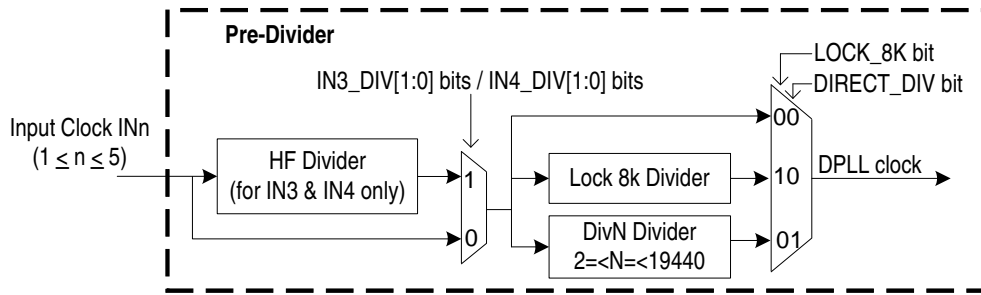 Pre-Divider
LOCK_8K bit
DIRECT_DIV bit
IN3_DIV[1:0] bits / IN4_DIV[1:0] bits
Input Clock INn
(1 ≤ n ≤ 5)
HF Divider
(for IN3 & IN4 only)
1
0
Lock 8k Divider
DivN Divider
2=<N=<19440
00
10
01
DPLL clock